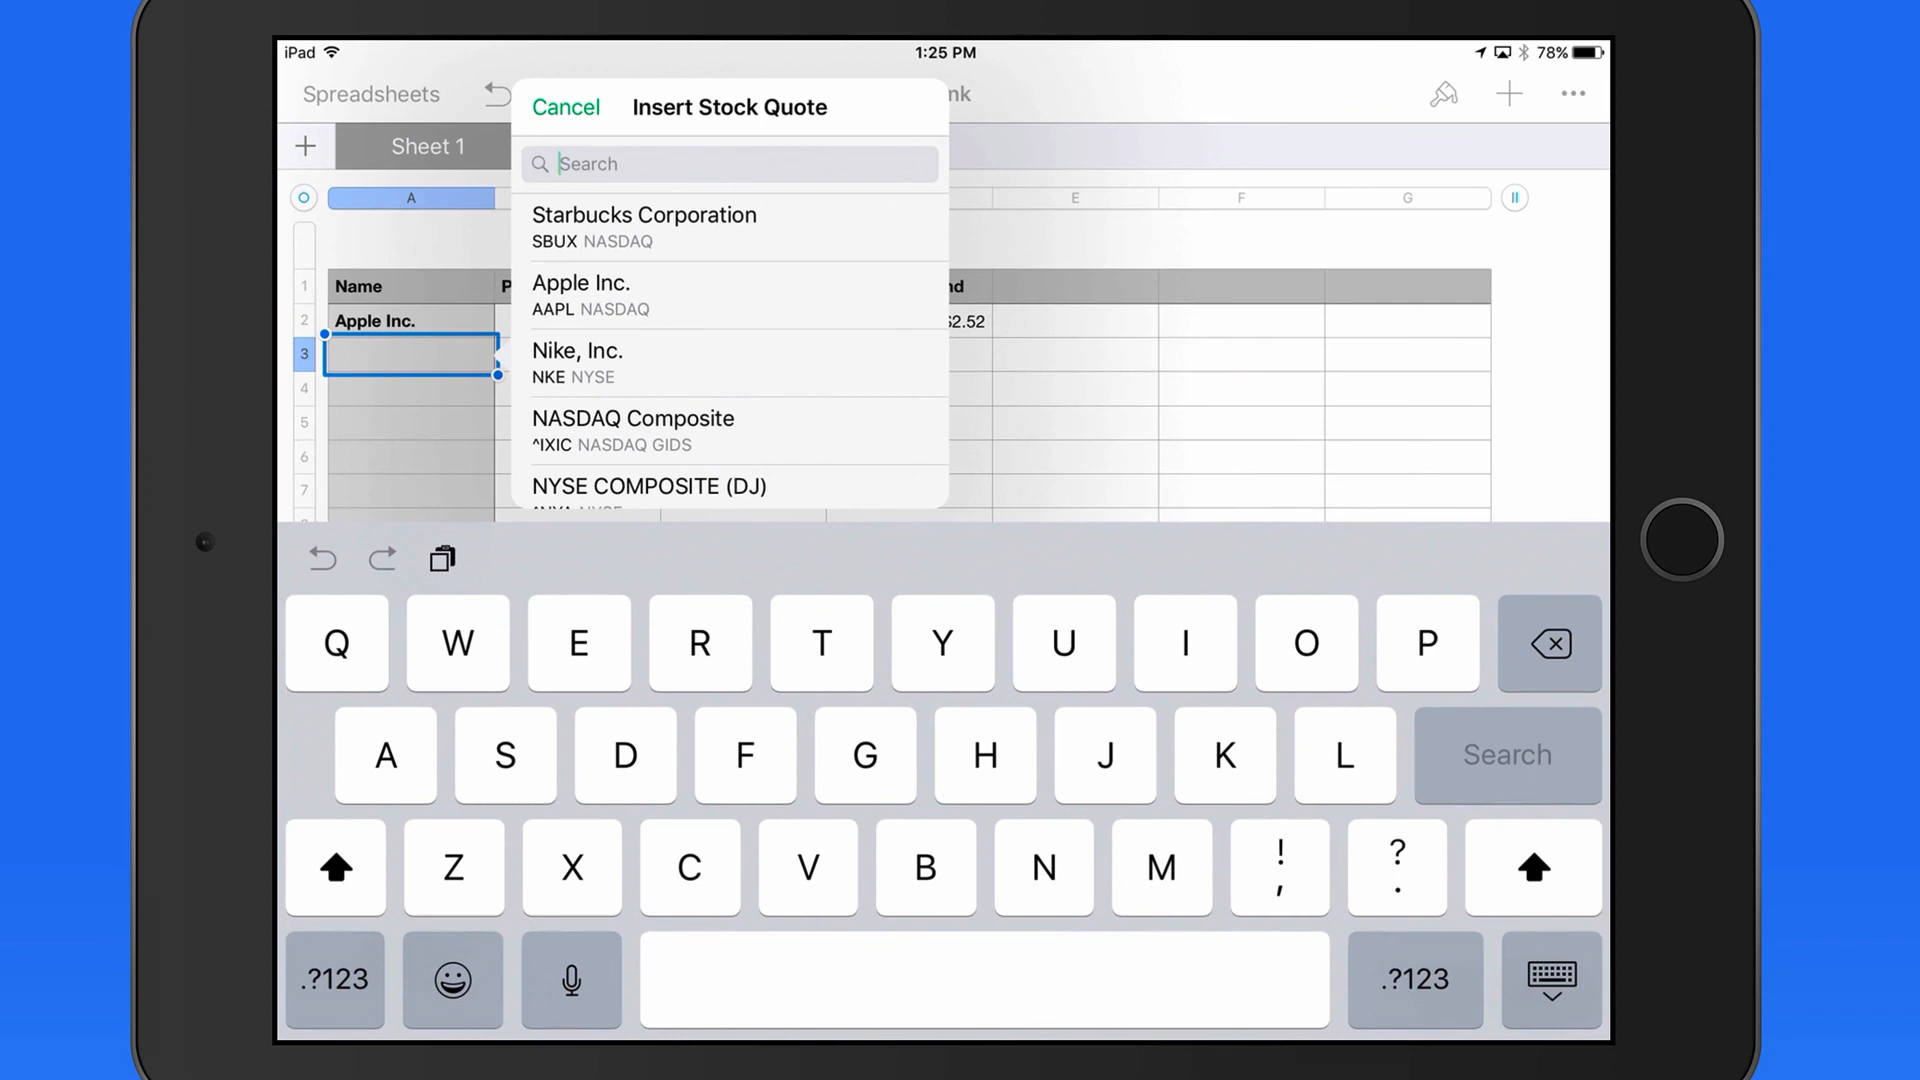 iPad 1:25 PM 78%
Spreadsheets nk
Cancel Insert Stock Quote
Sheet 1
Search
A E F G
Starbucks Corporation
SBUX NASDAQ
Apple Inc.
AAPL NASDAQ
Nike, Inc.
NKE NYSE
NASDAQ Composite
^IXIC NASDAQ GIDS
NYSE COMPOSITE (DJ)
1 Name P nd
2 Apple Inc. $2.52
3
4
5
6
7
Q W E R T Y U I O P
A S D F G H J K L Search
Z X C V B N M ! , ? .
.?123 .?123